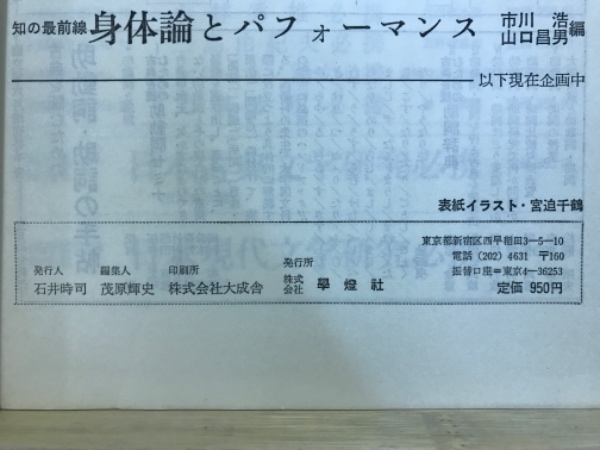 知の最前線 身体論とパフォーマンス 市川 浩 山口昌男 編
以下現在企画中
表紙イラスト・宮迫千鶴
発行人
石井時司
編集人
茂原輝史
印刷所
株式会社大成舎
発行所
株式会社 學燈社
東京都新宿区西早稲田3−5−10
電話 (202) 4631 〒160
振替口座＝東京4−36253
定価 950円